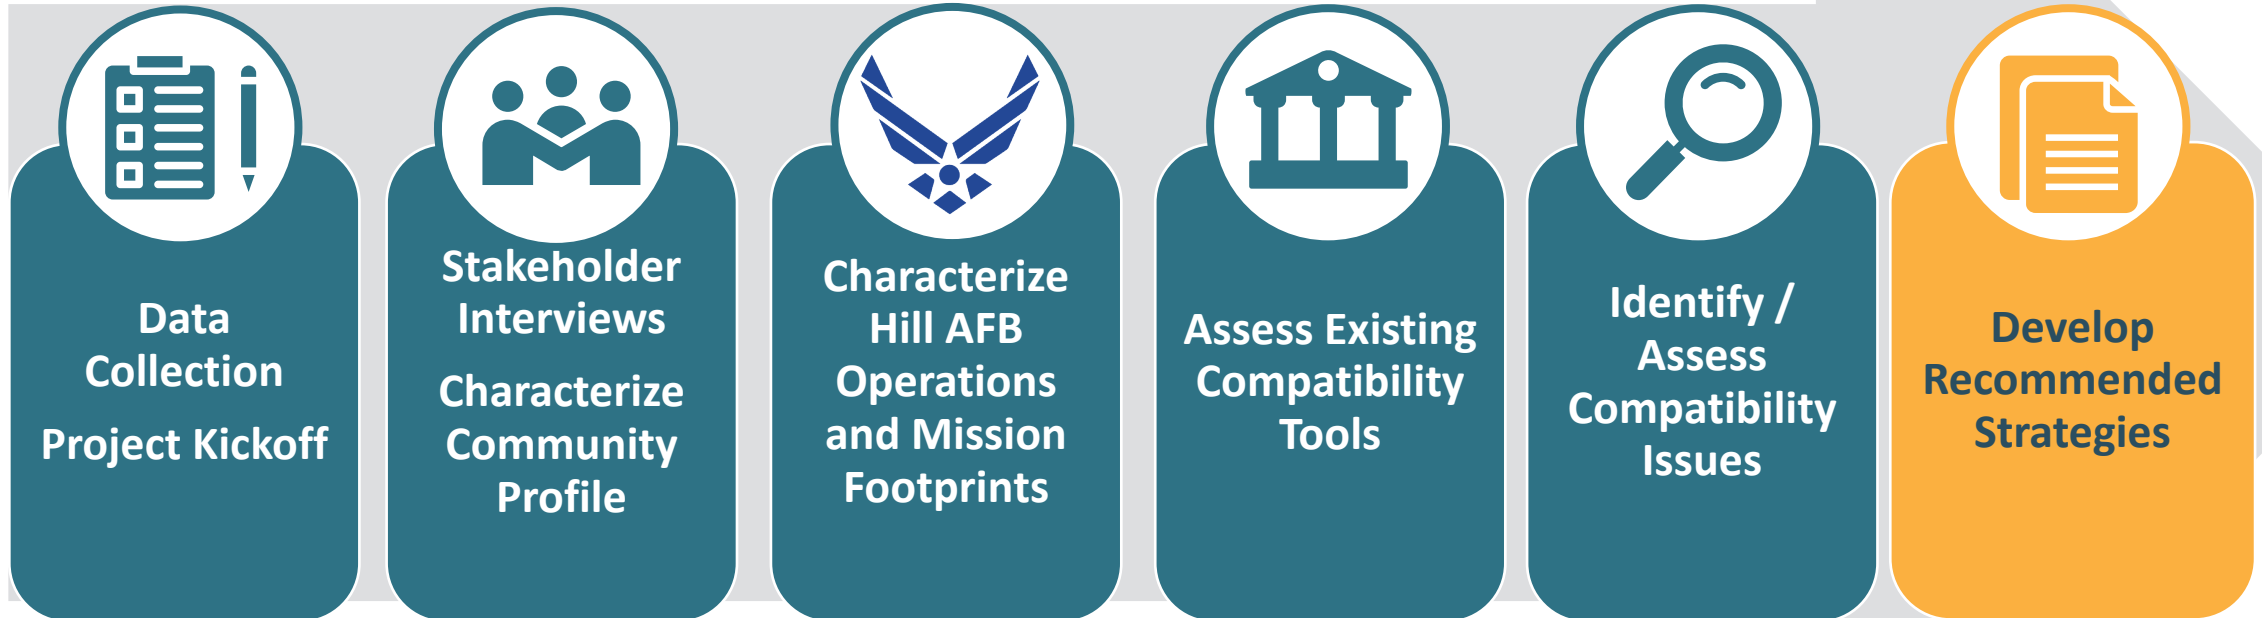 Data
Collection
Project Kickoff
Stakeholder
Interviews
Characterize
Community
Profile
Characterize
Hill AFB
Operations
and Mission
Footprints
Assess Existing
Compatibility
Tools
Identify /
Assess
Compatibility
Issues
Develop
Recommended
Strategies